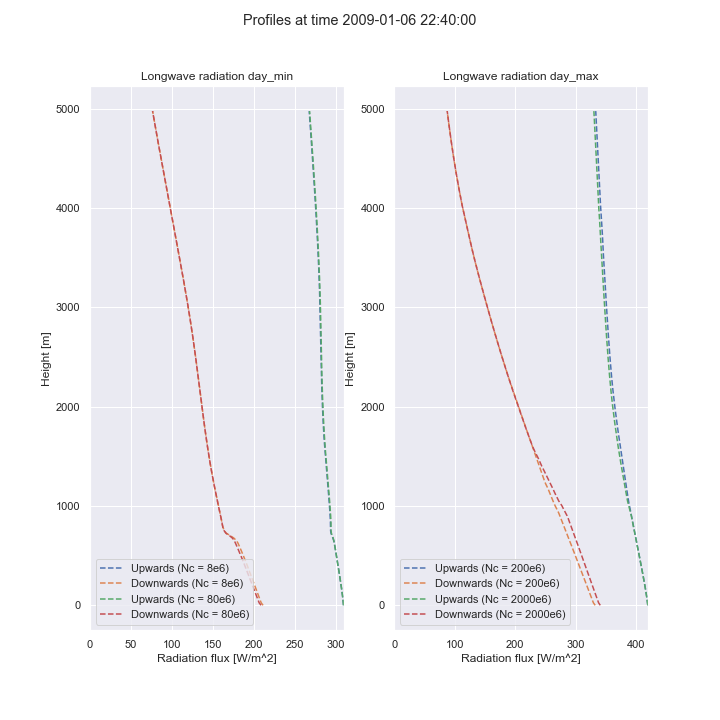 Profiles at time 2009-01-06 22:40:00
Longwave radiation day_min
5000
4000
3000
2000
1000
0
Height [m]
Upwards (Nc = 8e6)
Downwards (Nc = 8e6)
Upwards (Nc = 80e6)
Downwards (Nc = 80e6)
0
50
100
150
200
250
300
Radiation flux [W/m^2]
Longwave radiation day_max
5000
4000
3000
2000
1000
0
Height [m]
Upwards (Nc = 200e6)
Downwards (Nc = 200e6)
Upwards (Nc = 2000e6)
Downwards (Nc = 2000e6)
0
100
200
300
400
Radiation flux [W/m^2]